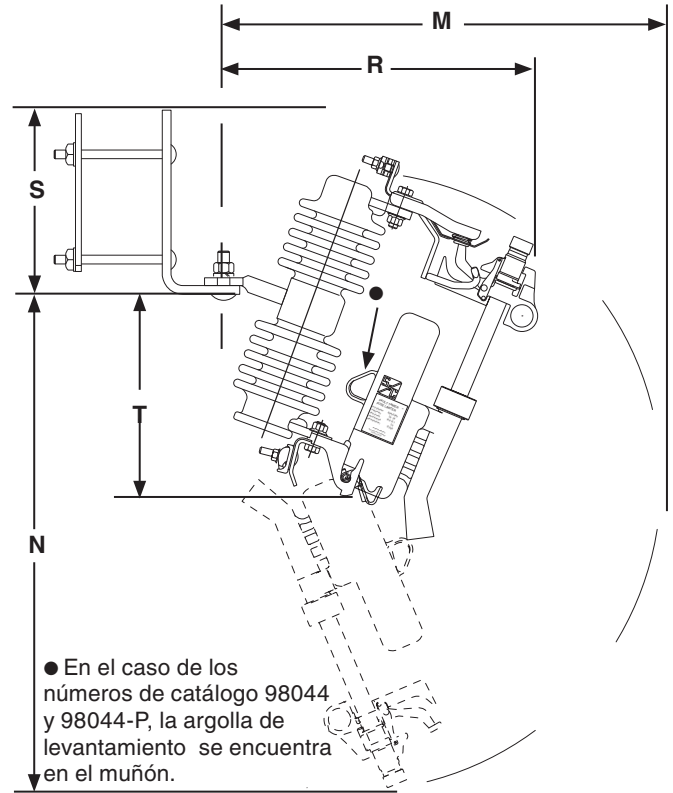 M
R
S
T
N
● En el caso de los
números de catálogo 98044
y 98044-P, la argolla de
levantamiento se encuentra
en el muñón.